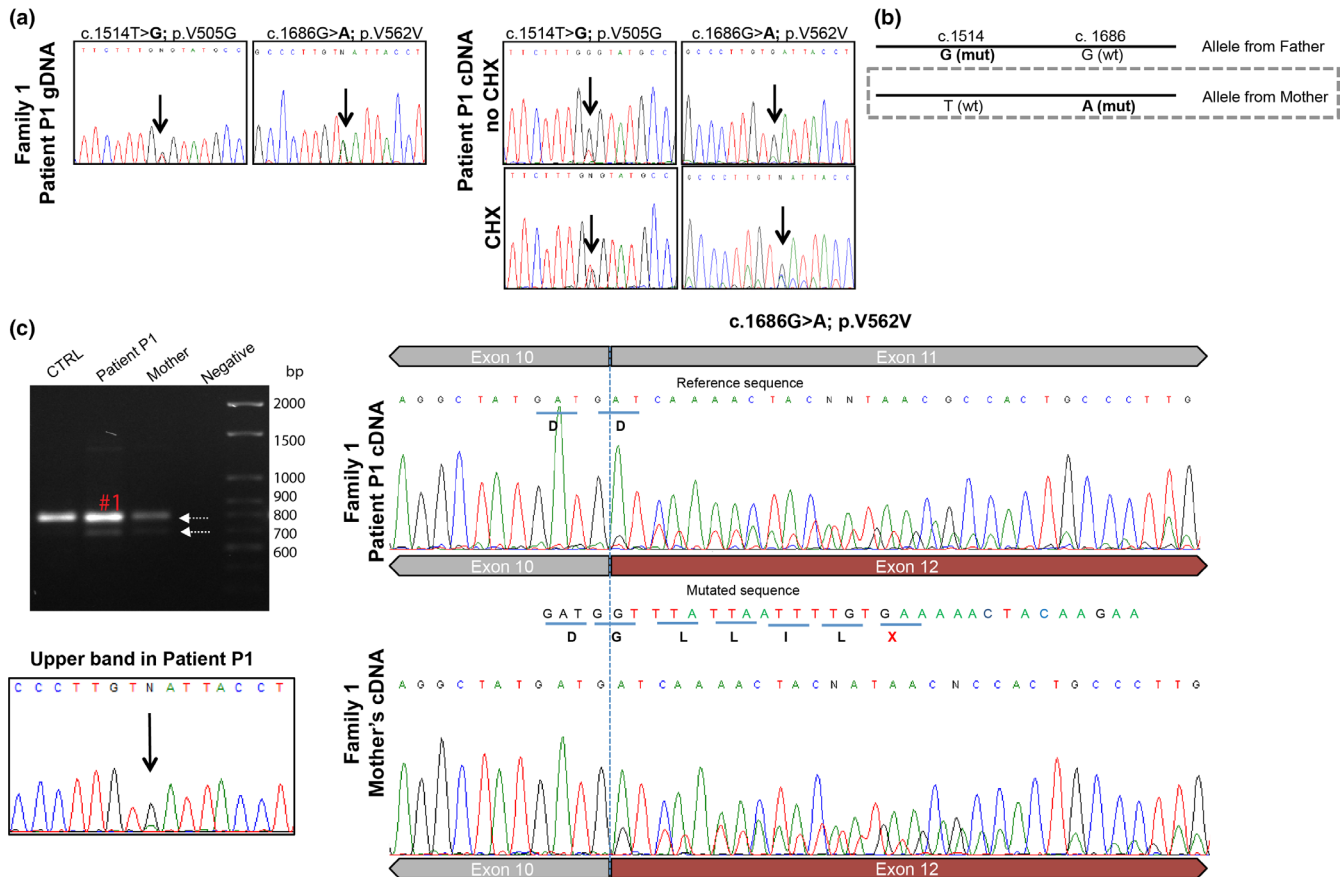 (a)
c.1514T>G; p.V505G
c.1686G>A; p.V562V
T T C T T T G N G T A T G C C
G C C C T T G T N A T T A C C T
Family 1
Patient P1 gDNA
c.1514T>G; p.V505G
c.1686G>A; p.V562V
T T C T T T G G G T A T G C C
G C C C T T G T G A T T A C C T
Patient P1 cDNA
no CHX
T T C T T T G N G T A T G C C
G C C C T T G T N A T T A C C
CHX
(b)
c.1514
c. 1686
G (mut)
G (wt)
Allele from Father
T (wt)
A (mut)
Allele from Mother
(c)
CTRL
Patient P1
Mother
Negative
bp
2000
1500
1000
900
800
700
600
#1
Upper band in Patient P1
C C C T T G T N A T T A C C T
c.1686G>A; p.V562V
Exon 10
Exon 11
Reference sequence
A G G C T A T G A T G A T C A A A A C T A C N N T A A C G C C A C T G C C C T T G
D
D
Family 1
Patient P1 cDNA
Exon 10
Exon 12
Mutated sequence
G A T G G T T T A T T A A T T T T G T G A A A A A C T A C A A G A A
D G L L I L X
A G G C T A T G A T G A T C A A A A C T A C N A T A A C N C C A C T G C C C T T G
Family 1
Mother's cDNA
Exon 10
Exon 12